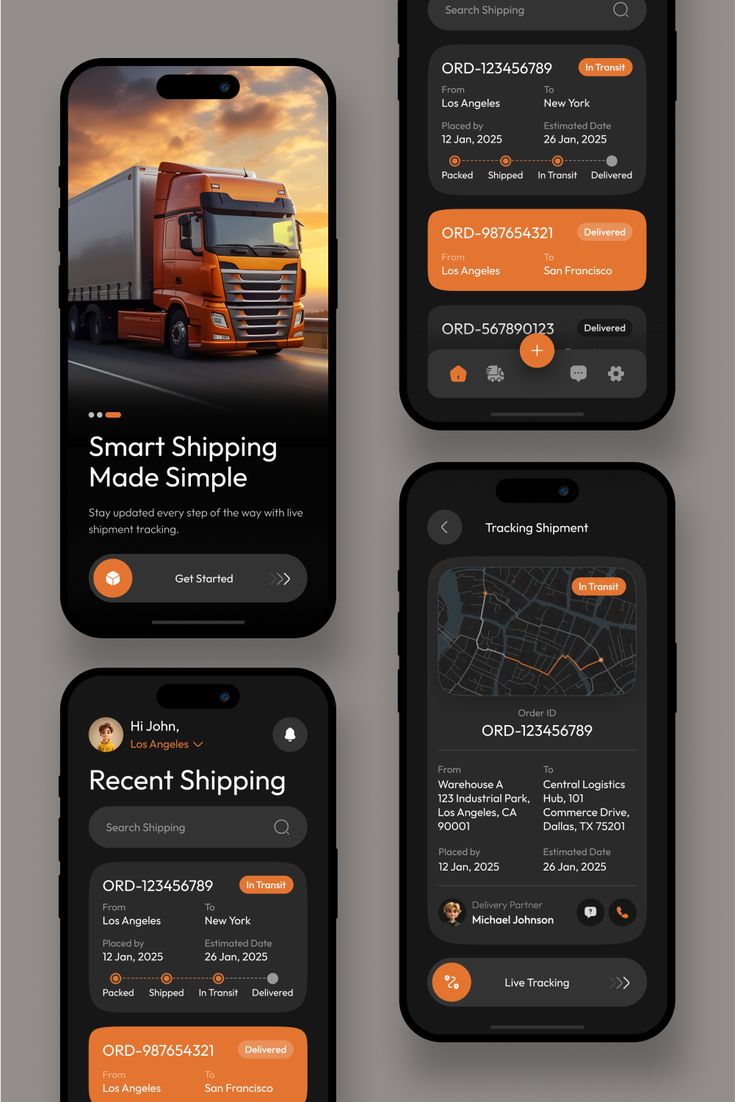 Smart Shipping
Made Simple
Stay updated every step of the way with live
shipment tracking.
Get Started
Hi John,
Los Angeles
Recent Shipping
Search Shipping
ORD-123456789
In Transit
From
To
Los Angeles
New York
Placed by
Estimated Date
12 Jan, 2025
26 Jan, 2025
Packed
Shipped
In Transit
Delivered
ORD-987654321
Delivered
From
To
Los Angeles
San Francisco
Search Shipping
ORD-123456789
In Transit
From
To
Los Angeles
New York
Placed by
Estimated Date
12 Jan, 2025
26 Jan, 2025
Packed
Shipped
In Transit
Delivered
ORD-987654321
Delivered
From
To
Los Angeles
San Francisco
ORD-567890123
Delivered
Tracking Shipment
In Transit
Order ID
ORD-123456789
From
Warehouse A
123 Industrial Park,
Los Angeles, CA
90001
To
Central Logistics
Hub, 101
Commerce Drive,
Dallas, TX 75201
Placed by
Estimated Date
12 Jan, 2025
26 Jan, 2025
Delivery Partner
Michael Johnson
Live Tracking